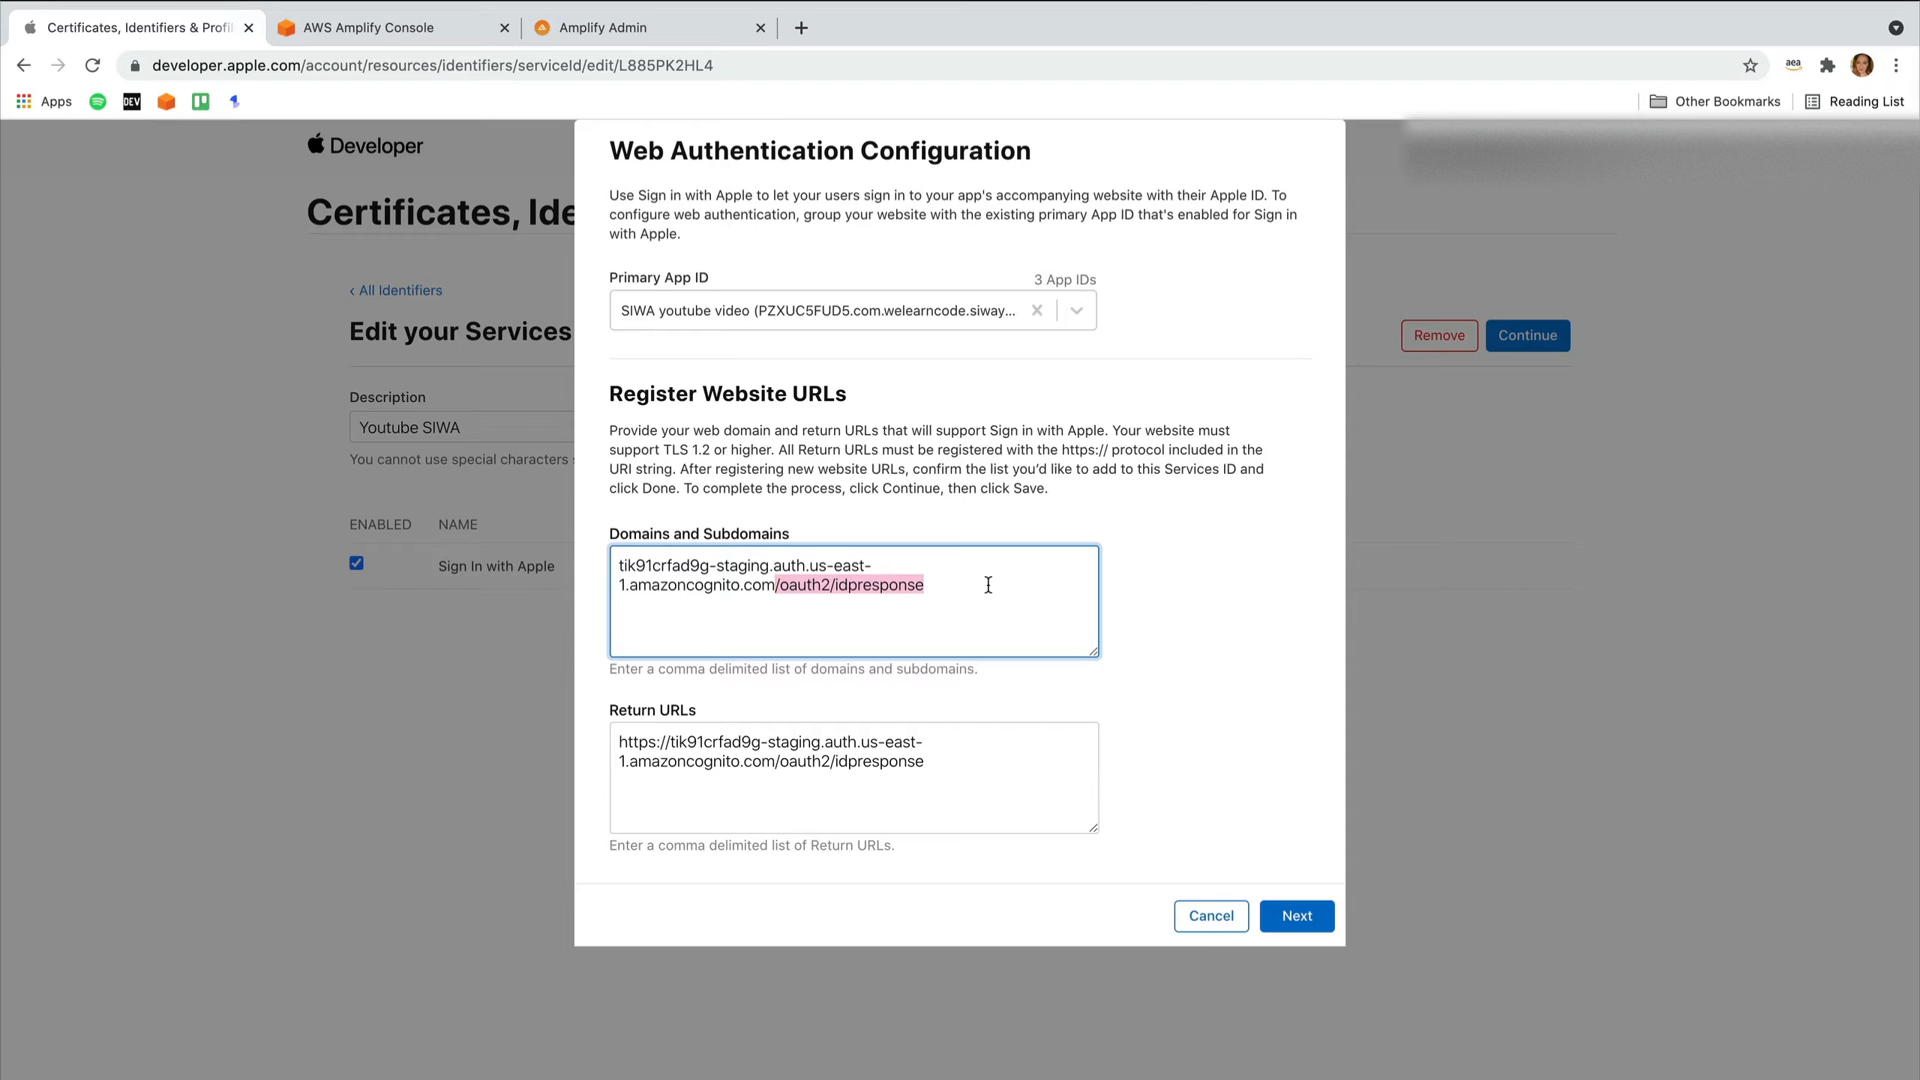 Certificates, Identifiers & Profil
AWS Amplify Console
Amplify Admin
developer.apple.com/account/resources/identifiers/serviceId/edit/L885PK2HL4
aea
Apps
DEV
Other Bookmarks
Reading List
Developer
Certificates, Ide
‹ All Identifiers
Edit your Services
Remove
Continue
Description
Youtube SIWA
You cannot use special characters
ENABLED
NAME
Sign In with Apple
Web Authentication Configuration
Use Sign in with Apple to let your users sign in to your app's accompanying website with their Apple ID. To
configure web authentication, group your website with the existing primary App ID that's enabled for Sign in
with Apple.
Primary App ID
3 App IDs
SIWA youtube video (PZXUC5FUD5.com.welearncode.siway...
Register Website URLs
Provide your web domain and return URLs that will support Sign in with Apple. Your website must
support TLS 1.2 or higher. All Return URLs must be registered with the https:// protocol included in the
URI string. After registering new website URLs, confirm the list you’d like to add to this Services ID and
click Done. To complete the process, click Continue, then click Save.
Domains and Subdomains
tik91crfad9g-staging.auth.us-east-
1.amazoncognito.com/oauth2/idpresponse
Enter a comma delimited list of domains and subdomains.
Return URLs
https://tik91crfad9g-staging.auth.us-east-
1.amazoncognito.com/oauth2/idpresponse
Enter a comma delimited list of Return URLs.
Cancel
Next